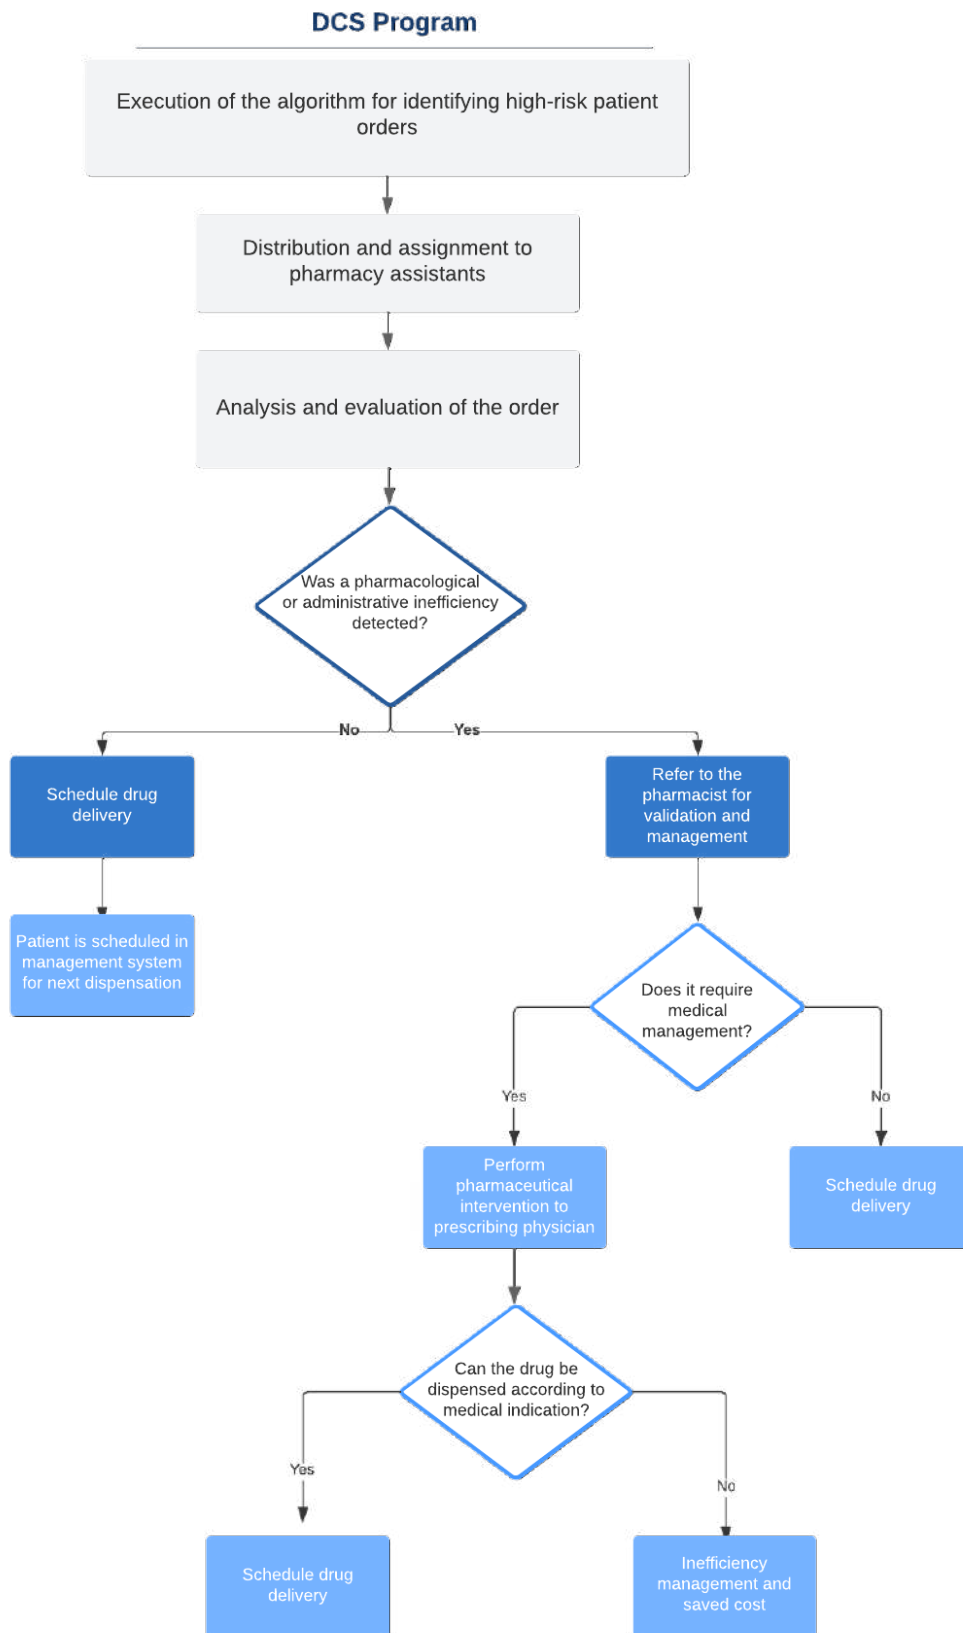 DCS Program
Execution of the algorithm for identifying high-risk patient
orders
Distribution and assignment to
pharmacy assistants
Analysis and evaluation of the order
Was a pharmacological
or administrative inefficiency
detected?
No
Yes
Schedule drug
delivery
Refer to the
pharmacist for
validation and
management
Patient is scheduled in
management system
for next dispensation
Does it require
medical
management?
Yes
No
Perform
pharmaceutical
intervention to
prescribing physician
Schedule drug
delivery
Can the drug be
dispensed according to
medical indication?
Yes
No
Schedule drug
delivery
Inefficiency
management and
saved cost